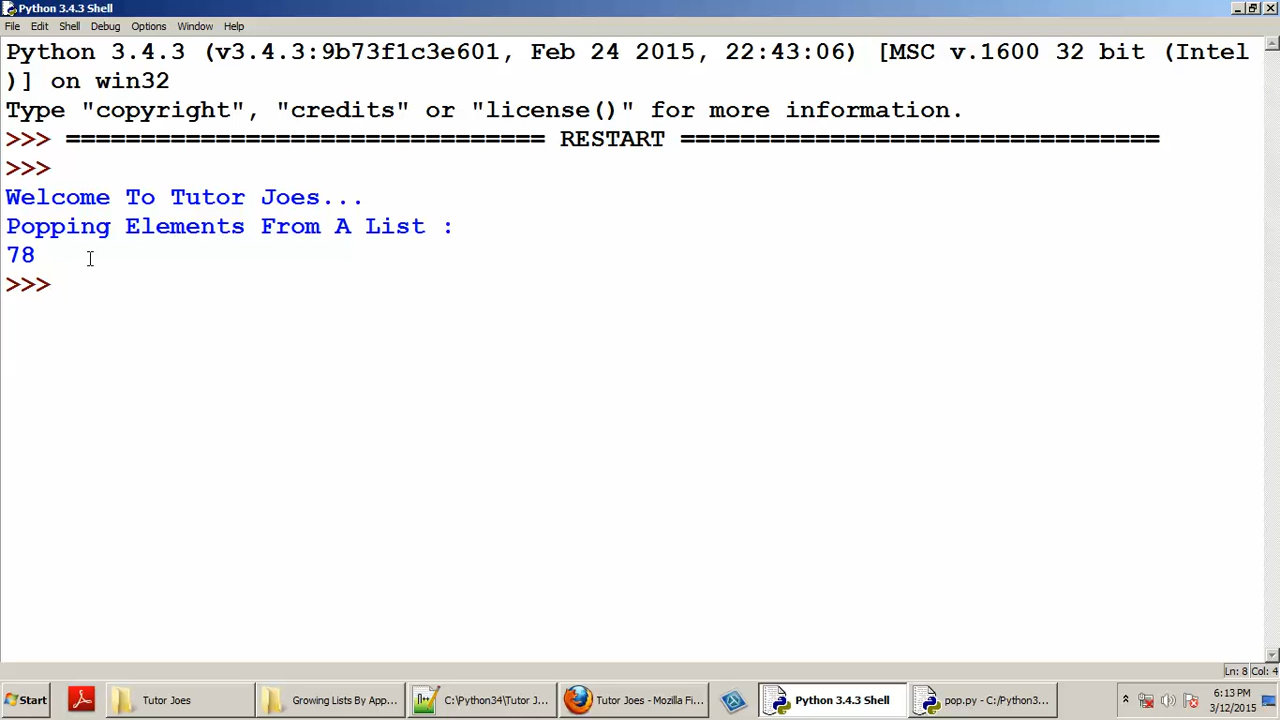 Python 3.4.3 Shell
File Edit Shell Debug Options Window Help
Python 3.4.3 (v3.4.3:9b73f1c3e601, Feb 24 2015, 22:43:06) [MSC v.1600 32 bit (Intel
)] on win32
Type "copyright", "credits" or "license()" for more information.
>>> ================================ RESTART ================================
>>>
Welcome To Tutor Joes...
Popping Elements From A List :
78
>>>
Ln: 8 Col: 4
Start Tutor Joes Growing Lists By App... C:\Python34\Tutor J... Tutor Joes - Mozilla Fi... Python 3.4.3 Shell pop.py - C:/Python3... 6:13 PM
3/12/2015